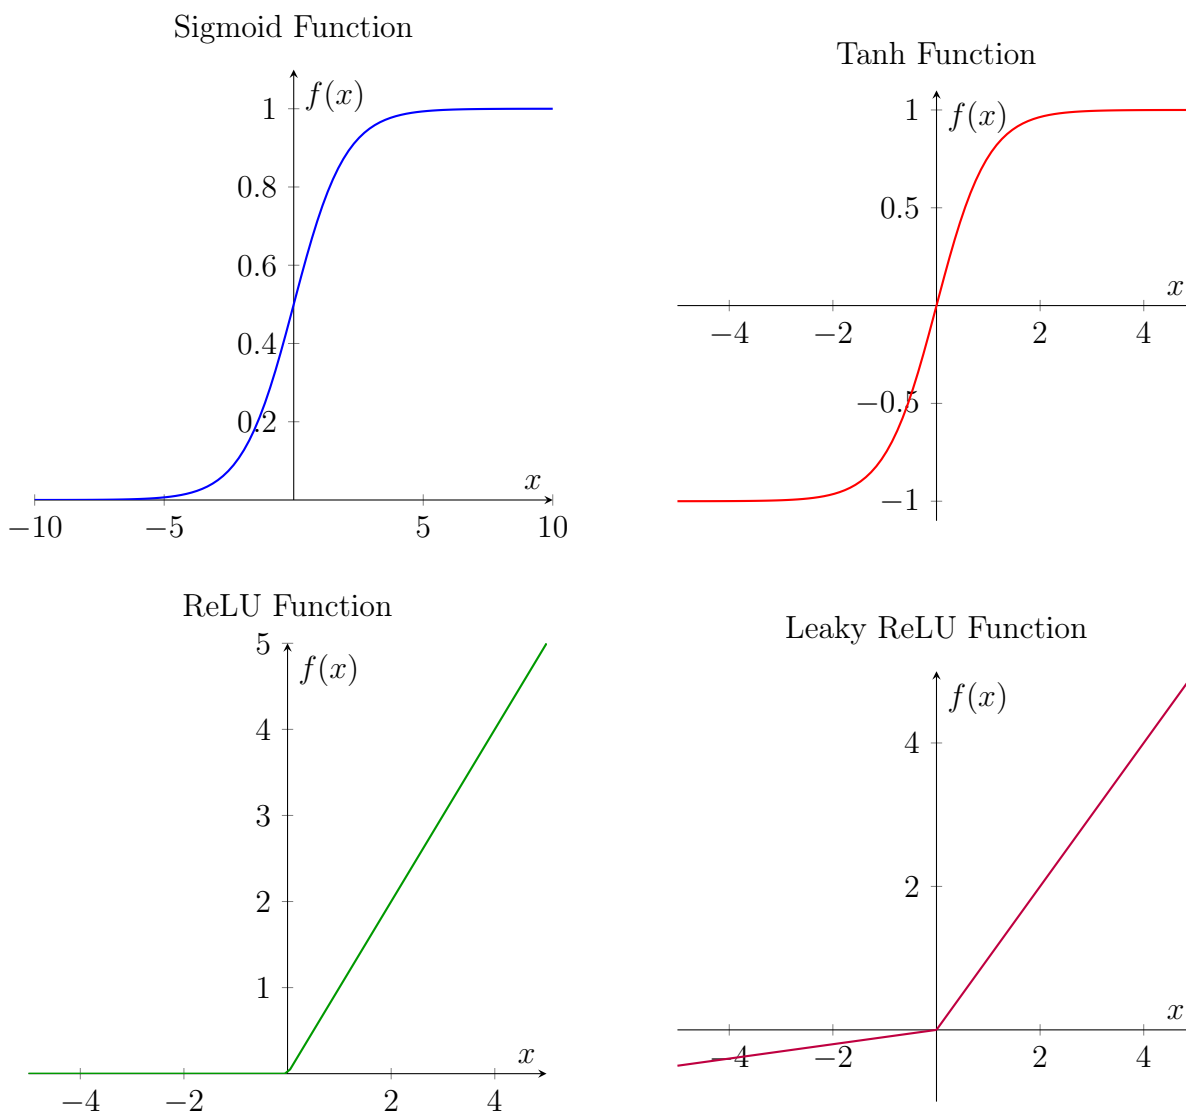 Sigmoid Function
f(x)
1
0.8
0.6
0.4
0.2
x
−10 −5 5 10
Tanh Function
1 f(x)
0.5
x
−4 −2 2 4
−0.5
−1
ReLU Function
5
f(x)
4
3
2
1
x
−4 −2 2 4
Leaky ReLU Function
f(x)
4
2
x
−4 −2 2 4